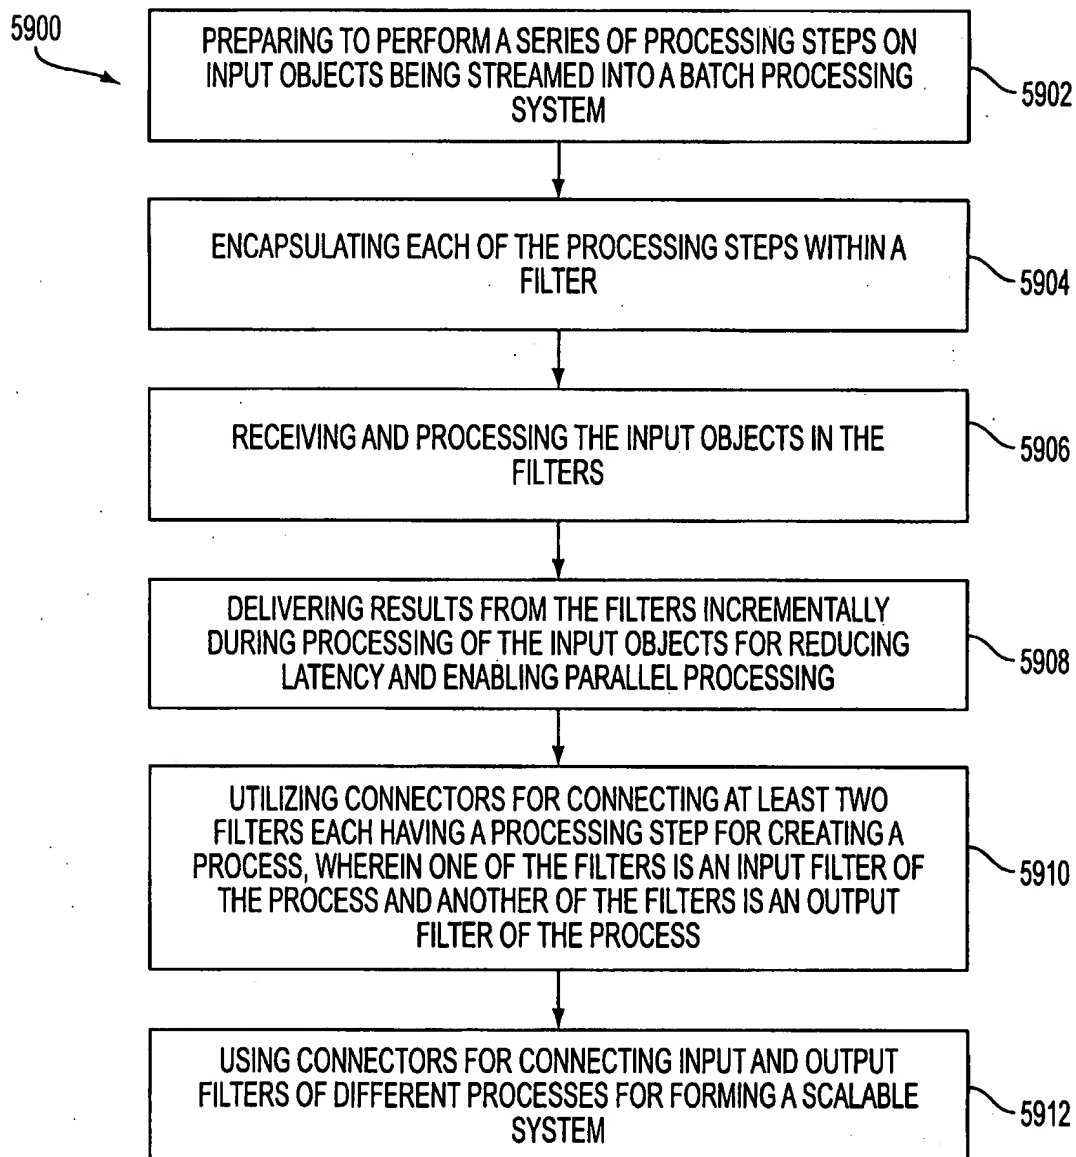 5900
PREPARING TO PERFORM A SERIES OF PROCESSING STEPS ON
INPUT OBJECTS BEING STREAMED INTO A BATCH PROCESSING
SYSTEM
5902
ENCAPSULATING EACH OF THE PROCESSING STEPS WITHIN A
FILTER
5904
RECEIVING AND PROCESSING THE INPUT OBJECTS IN THE
FILTERS
5906
DELIVERING RESULTS FROM THE FILTERS INCREMENTALLY
DURING PROCESSING OF THE INPUT OBJECTS FOR REDUCING
LATENCY AND ENABLING PARALLEL PROCESSING
5908
UTILIZING CONNECTORS FOR CONNECTING AT LEAST TWO
FILTERS EACH HAVING A PROCESSING STEP FOR CREATING A
PROCESS, WHEREIN ONE OF THE FILTERS IS AN INPUT FILTER OF
THE PROCESS AND ANOTHER OF THE FILTERS IS AN OUTPUT
FILTER OF THE PROCESS
5910
USING CONNECTORS FOR CONNECTING INPUT AND OUTPUT
FILTERS OF DIFFERENT PROCESSES FOR FORMING A SCALABLE
SYSTEM
5912